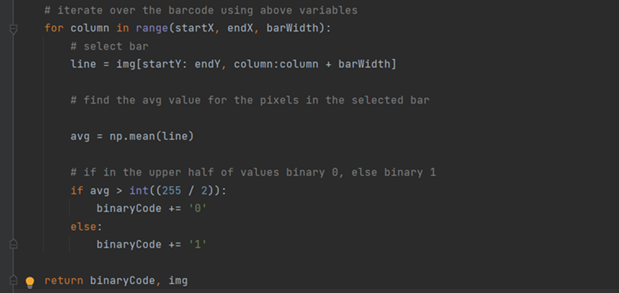 # iterate over the barcode using above variables
for column in range(startX, endX, barWidth):
    # select bar
    line = img[startY: endY, column:column + barWidth]

    # find the avg value for the pixels in the selected bar

    avg = np.mean(line)

    # if in the upper half of values binary 0, else binary 1
    if avg > int((255 / 2)):
        binaryCode += '0'
    else:
        binaryCode += '1'

return binaryCode, img